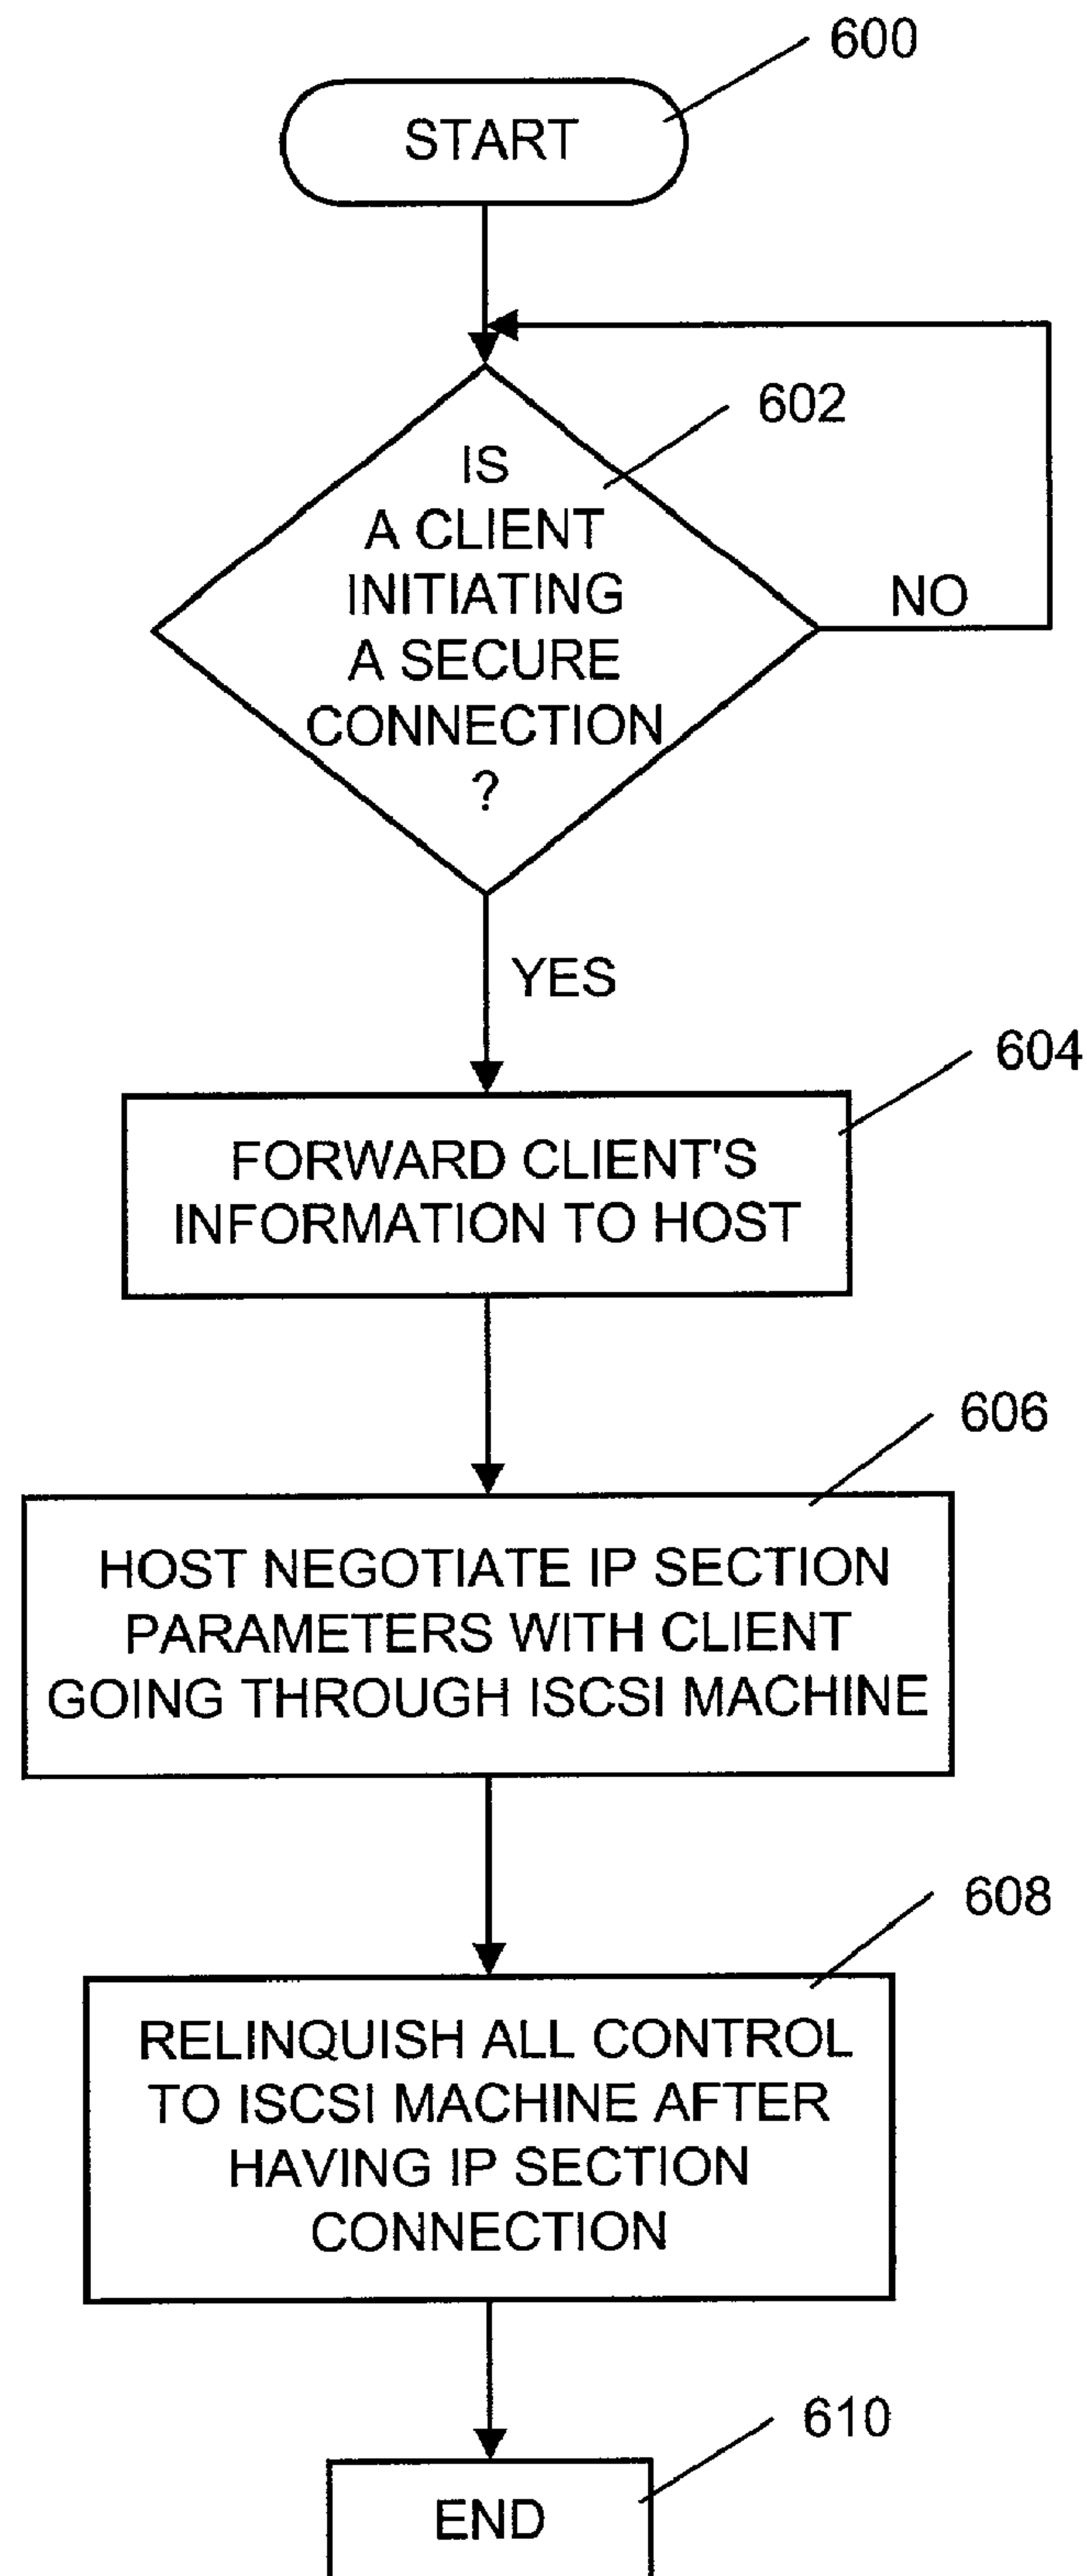 600
START
602
IS
A CLIENT
INITIATING
A SECURE
CONNECTION
?
NO
YES
604
FORWARD CLIENT'S
INFORMATION TO HOST
606
HOST NEGOTIATE IP SECTION
PARAMETERS WITH CLIENT
GOING THROUGH ISCSI MACHINE
608
RELINQUISH ALL CONTROL
TO ISCSI MACHINE AFTER
HAVING IP SECTION
CONNECTION
610
END